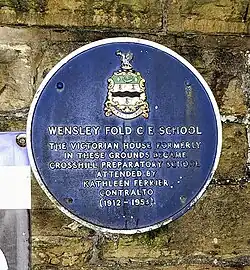 WENSLEY FOLD C E SCHOOL
THE VICTORIAN HOUSE FORMERLY
IN THESE GROUNDS BECAME
CROSSHILL PREPARATORY SCHOOL
ATTENDED BY
KATHLEEN FERRIER
CONTRALTO
(1912 - 1953)